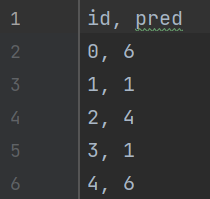 1 id, pred
2 0, 6
3 1, 1
4 2, 4
5 3, 1
6 4, 6